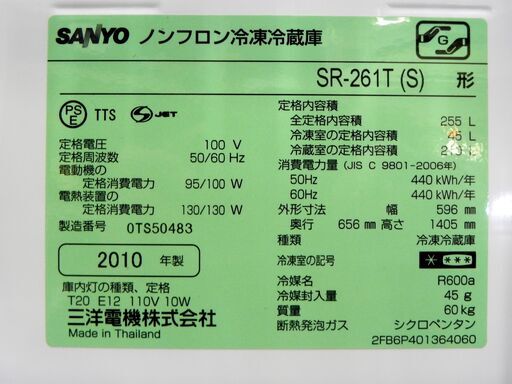 SANYO ノンフロン冷凍冷蔵庫
G
SR-261T (S) 形
PS E TTS S JET
定格電圧 100 V
定格周波数 50/60 Hz
電動機の
定格消費電力 95/100 W
電熱装置の
定格消費電力 130/130 W
製造番号 0TS50483
2010 年製
庫内灯の種類、定格
T20 E12 110V 10W
三洋電機株式会社
Made in Thailand
定格内容積
全定格内容積 255 L
冷凍室の定格内容積 L
冷蔵室の定格内容積 L
消費電力量 (JIS C 9801-2006年)
50Hz 440 kWh/年
60Hz 440 kWh/年
外形寸法 幅 596 mm
奥行 656 mm 高さ 1405 mm
種類 冷凍冷蔵庫
冷凍室の記号 * ***
冷媒名 R600a
冷媒封入量 45 g
質量 60 kg
断熱発泡ガス シクロペンタン
2FB6P401364060